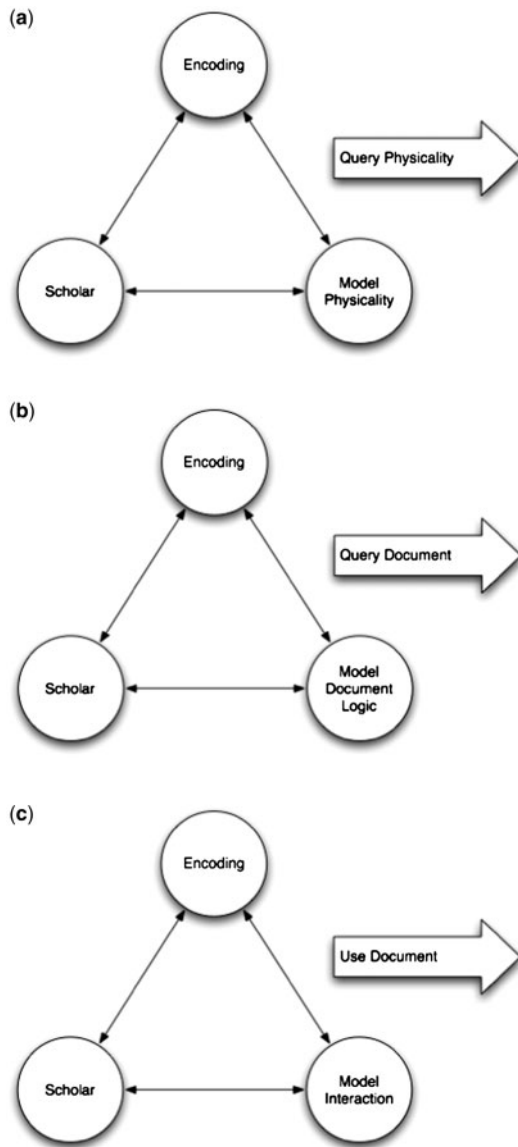 (a)
Encoding
Query Physicality
Scholar
Model
Physicality
(b)
Encoding
Query Document
Scholar
Model
Document
Logic
(c)
Encoding
Use Document
Scholar
Model
Interaction